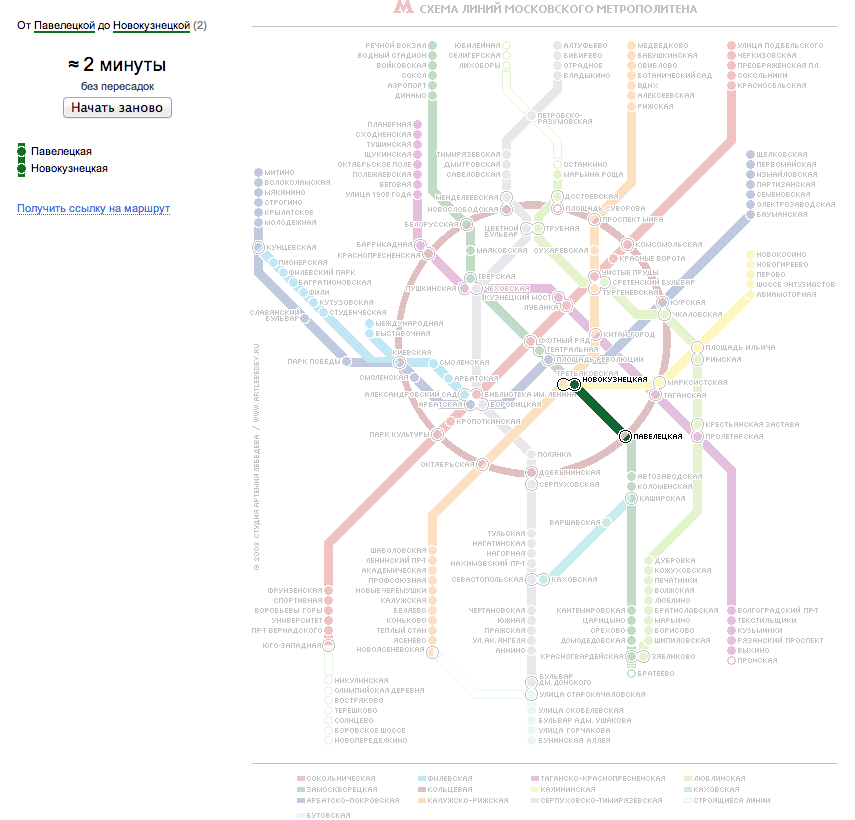 От Павелецкой до Новокузнецкой (2)
≈ 2 минуты
без пересадок
Начать заново
Павелецкая
Новокузнецкая
Получить ссылку на маршрут
СХЕМА ЛИНИЙ МОСКОВСКОГО МЕТРОПОЛИТЕНА
РЕЧНОЙ ВОКЗАЛ
ВОДНЫЙ СТАДИОН
ВОЙКОВСКАЯ
СОКОЛ
АЭРОПОРТ
ДИНАМО
ЮБИЛЕЙНАЯ
СЕЛИГЕРСКАЯ
ЛИХОБОРЫ
АЛТУФЬЕВО
БИБИРЕВО
ОТРАДНОЕ
ВЛАДЫКИНО
МЕДВЕДКОВО
БАБУШКИНСКАЯ
СВИБЛОВО
БОТАНИЧЕСКИЙ САД
ВДНХ
АЛЕКСЕЕВСКАЯ
РИЖСКАЯ
УЛИЦА ПОДБЕЛЬСКОГО
ЧЕРКИЗОВСКАЯ
ПРЕОБРАЖЕНСКАЯ ПЛ.
СОКОЛЬНИКИ
КРАСНОСЕЛЬСКАЯ
ПЕТРОВСКО-
РАЗУМОВСКАЯ
ПЛАНЕРНАЯ
СХОДНЕНСКАЯ
ТУШИНСКАЯ
ЩУКИНСКАЯ
ОКТЯБРЬСКОЕ ПОЛЕ
ПОЛЕЖАЕВСКАЯ
БЕГОВАЯ
УЛИЦА 1905 ГОДА
ТИМИРЯЗЕВСКАЯ
ДМИТРОВСКАЯ
САВЕЛОВСКАЯ
ОСТАНКИНО
МАРЬИНА РОЩА
ЩЕЛКОВСКАЯ
ПЕРВОМАЙСКАЯ
ИЗМАЙЛОВСКАЯ
ПАРТИЗАНСКАЯ
СЕМЕНОВСКАЯ
ЭЛЕКТРОЗАВОДСКАЯ
БАУМАНСКАЯ
МИТИНО
ВОЛОКОЛАМСКАЯ
МЯКИНИНО
СТРОГИНО
КРЫЛАТСКОЕ
МОЛОДЕЖНАЯ
МЕНДЕЛЕЕВСКАЯ
НОВОСЛОБОДСКАЯ
ДОСТОЕВСКАЯ
ПЛОЩАДЬ СУВОРОВА
ПРОСПЕКТ МИРА
БЕЛОРУССКАЯ
ЦВЕТНОЙ
БУЛЬВАР
ТРУБНАЯ
КУНЦЕВСКАЯ
ПИОНЕРСКАЯ
ФИЛЕВСКИЙ ПАРК
БАГРАТИОНОВСКАЯ
ФИЛИ
КУТУЗОВСКАЯ
СТУДЕНЧЕСКАЯ
СЛАВЯНСКИЙ
БУЛЬВАР
БАРРИКАДНАЯ
КРАСНОПРЕСНЕНСКАЯ
МАЯКОВСКАЯ
СУХАРЕВСКАЯ
КОМСОМОЛЬСКАЯ
КРАСНЫЕ ВОРОТА
НОВОКОСИНО
НОВОГИРЕЕВО
ПЕРОВО
ШОССЕ ЭНТУЗИАСТОВ
АВИАМОТОРНАЯ
ТВЕРСКАЯ
ПУШКИНСКАЯ
ЧЕХОВСКАЯ
КУЗНЕЦКИЙ МОСТ
ЛУБЯНКА
ЧИСТЫЕ ПРУДЫ
СРЕТЕНСКИЙ БУЛЬВАР
ТУРГЕНЕВСКАЯ
КУРСКАЯ
ЧКАЛОВСКАЯ
МЕЖДУНАРОДНАЯ
ВЫСТАВОЧНАЯ
ПАРК ПОБЕДЫ
КИЕВСКАЯ
СМОЛЕНСКАЯ
СМОЛЕНСКАЯ
АРБАТСКАЯ
ОХОТНЫЙ РЯД
ТЕАТРАЛЬНАЯ
ПЛОЩАДЬ РЕВОЛЮЦИИ
КИТАЙ-ГОРОД
ПЛОЩАДЬ ИЛЬИЧА
РИМСКАЯ
ТРЕТЬЯКОВСКАЯ
НОВОКУЗНЕЦКАЯ
МАРКСИСТСКАЯ
ТАГАНСКАЯ
АЛЕКСАНДРОВСКИЙ САД
БИБЛИОТЕКА ИМ. ЛЕНИНА
АРБАТСКАЯ
БОРОВИЦКАЯ
КРОПОТКИНСКАЯ
ПАРК КУЛЬТУРЫ
ПАВЕЛЕЦКАЯ
КРЕСТЬЯНСКАЯ ЗАСТАВА
ПРОЛЕТАРСКАЯ
ОКТЯБРЬСКАЯ
ПОЛЯНКА
ДОБРЫНИНСКАЯ
СЕРПУХОВСКАЯ
АВТОЗАВОДСКАЯ
КОЛОМЕНСКАЯ
КАШИРСКАЯ
ВАРШАВСКАЯ
ТУЛЬСКАЯ
НАГАТИНСКАЯ
НАГОРНАЯ
НАХИМОВСКИЙ ПР-Т
СЕВАСТОПОЛЬСКАЯ
КАХОВСКАЯ
ШАБОЛОВСКАЯ
ЛЕНИНСКИЙ ПР-Т
АКАДЕМИЧЕСКАЯ
ПРОФСОЮЗНАЯ
НОВЫЕ ЧЕРЕМУШКИ
КАЛУЖСКАЯ
БЕЛЯЕВО
КОНЬКОВО
ТЕПЛЫЙ СТАН
ЯСЕНЕВО
НОВОЯСЕНЕВСКАЯ
ДУБРОВКА
КОЖУХОВСКАЯ
ПЕЧАТНИКИ
ВОЛЖСКАЯ
ЛЮБЛИНО
БРАТИСЛАВСКАЯ
МАРЬИНО
БОРИСОВО
ШИПИЛОВСКАЯ
ЗЯБЛИКОВО
ФРУНЗЕНСКАЯ
СПОРТИВНАЯ
ВОРОБЬЕВЫ ГОРЫ
УНИВЕРСИТЕТ
ПР-Т ВЕРНАДСКОГО
ЮГО-ЗАПАДНАЯ
ЧЕРТАНОВСКАЯ
ЮЖНАЯ
ПРАЖСКАЯ
УЛ. АК. ЯНГЕЛЯ
АННИНО
КАНТЕМИРОВСКАЯ
ЦАРИЦЫНО
ОРЕХОВО
ДОМОДЕДОВСКАЯ
КРАСНОГВАРДЕЙСКАЯ
БРАТЕЕВО
ВОЛГОГРАДСКИЙ ПР-Т
ТЕКСТИЛЬЩИКИ
КУЗЬМИНКИ
РЯЗАНСКИЙ ПРОСПЕКТ
ВЫХИНО
ПРОНСКАЯ
НИКУЛИНСКАЯ
ОЛИМПИЙСКАЯ ДЕРЕВНЯ
ВОСТРЯКОВО
ТЕРЕШКОВО
СОЛНЦЕВО
БОРОВСКОЕ ШОССЕ
НОВОПЕРЕДЕЛКИНО
БУЛЬВАР
ДМ. ДОНСКОГО
УЛИЦА СТАРОКАЧАЛОВСКАЯ
УЛИЦА СКОБЕЛЕВСКАЯ
БУЛЬВАР АДМ. УШАКОВА
УЛИЦА ГОРЧАКОВА
БУНИНСКАЯ АЛЛЕЯ
© 2008 СТУДИЯ АРТЕМИЯ ЛЕБЕДЕВА / WWW.ARTLEBEDEV.RU
СОКОЛЬНИЧЕСКАЯ
ФИЛЕВСКАЯ
ТАГАНСКО-КРАСНОПРЕСНЕНСКАЯ
ЛЮБЛИНСКАЯ
ЗАМОСКВОРЕЦКАЯ
КОЛЬЦЕВАЯ
КАЛИНИНСКАЯ
КАХОВСКАЯ
АРБАТСКО-ПОКРОВСКАЯ
КАЛУЖСКО-РИЖСКАЯ
СЕРПУХОВСКО-ТИМИРЯЗЕВСКАЯ
СТРОЯЩИЕСЯ ЛИНИИ
БУТОВСКАЯ